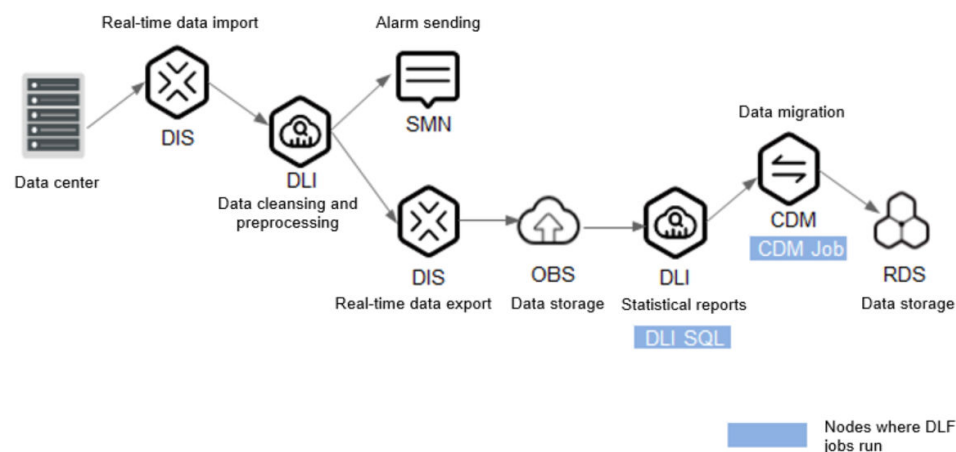 Real-time data import
Alarm sending
DIS
SMN
Data center
DLI
Data cleansing and
preprocessing
Data migration
CDM
CDM Job
DIS
Real-time data export
OBS
Data storage
DLI
Statistical reports
DLI SQL
RDS
Data storage
Nodes where DLF
jobs run